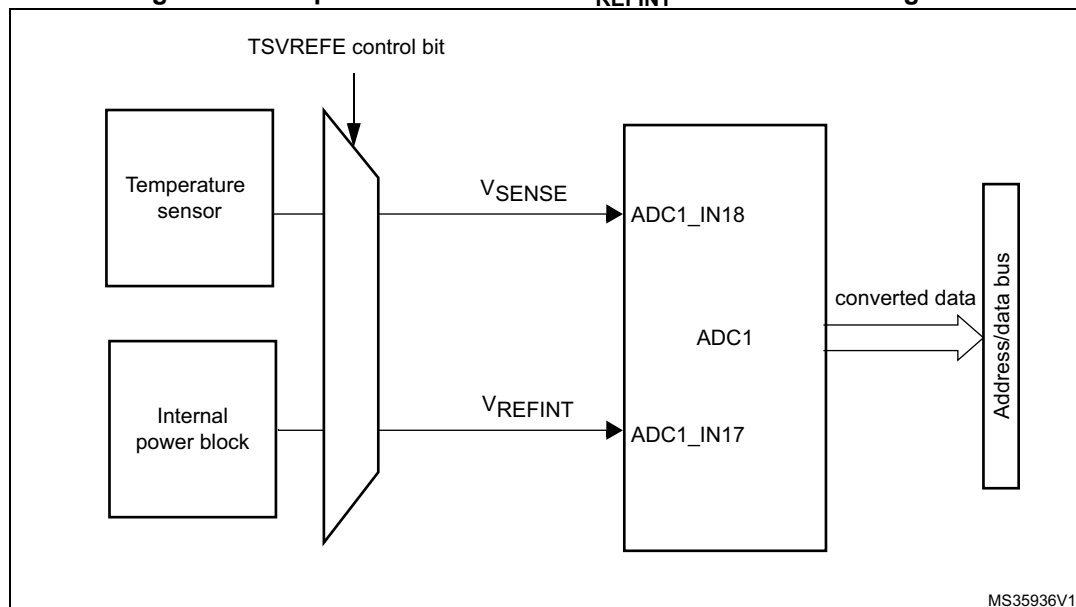 REFINT
TSVREFE control bit
Temperature
sensor
VSENSE
ADC1_IN18
converted data
ADC1
Address/data bus
Internal
power block
VREFINT
ADC1_IN17
MS35936V1